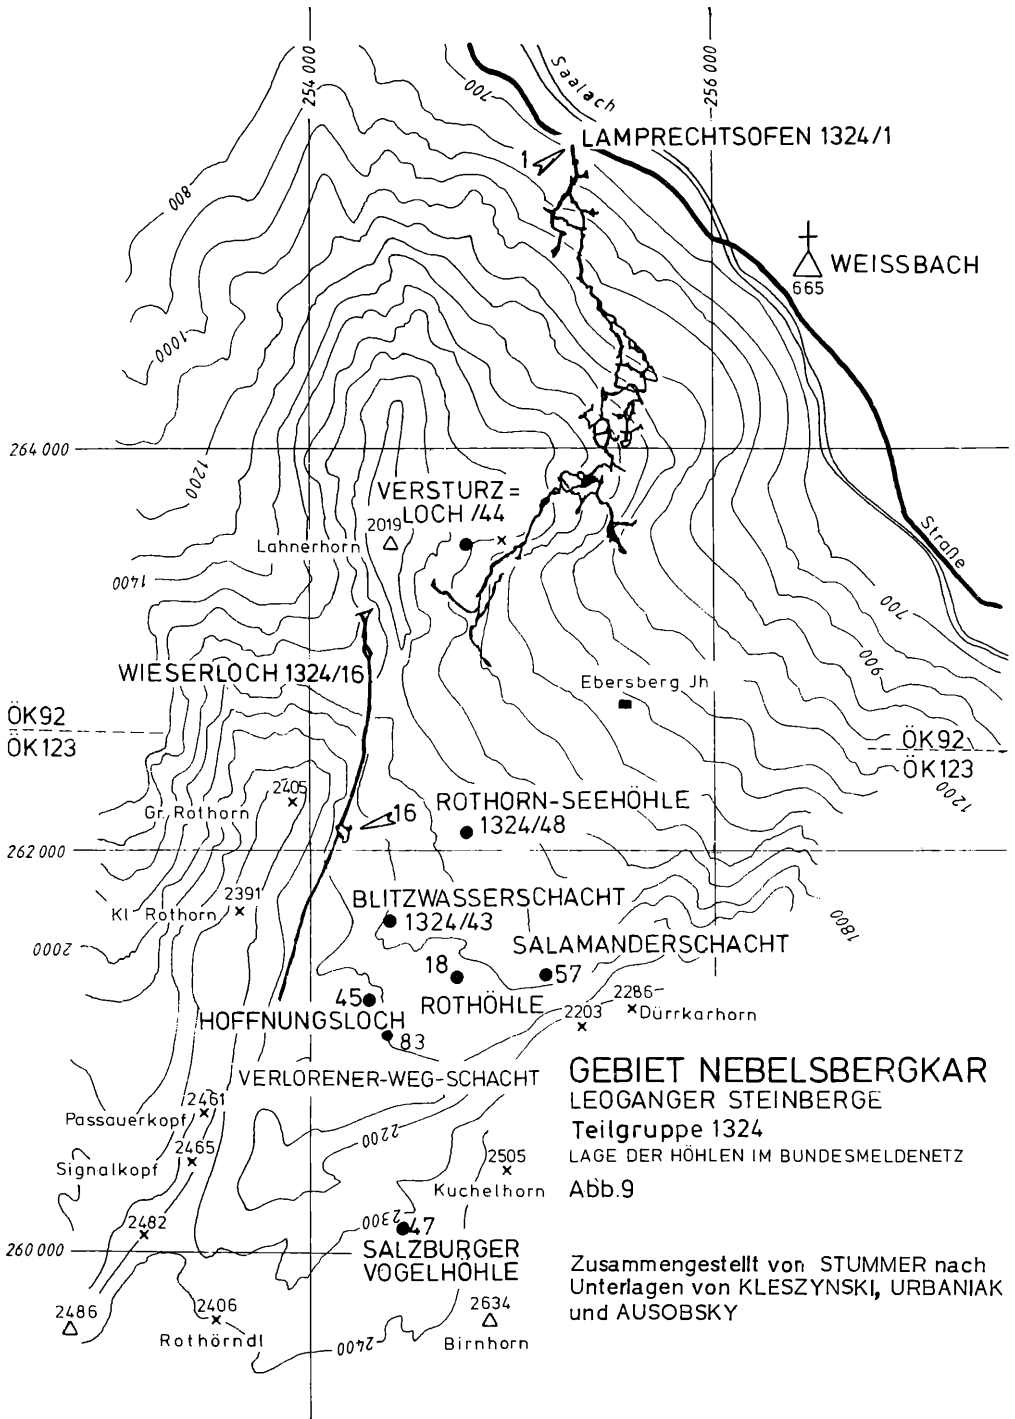 254 000
256 000
Saalach
700
LAMPRECHTSOFEN 1324/1
1
800
WEISSBACH
665
1000
264 000
1200
VERSTURZ=
LOCH /44
2019
Lahnerhorn
Straße
1400
700
WIESERLOCH 1324/16
900
Ebersberg Jh
ÖK92
ÖK123
ÖK92
ÖK123
1200
2405
Gr. Rothorn
16
ROTHORN-SEEHÖHLE
1324/48
262 000
2391
Kl Rothorn
BLITZWASSERSCHACHT
1324/43
1800
2000
SALAMANDERSCHACHT
18
57
ROTHÖHLE
45
HOFFNUNGSLOCH
83
2286
Dürrkarhorn
2203
VERLORENER-WEG-SCHACHT
GEBIET NEBELSBERGKAR
LEOGANGER STEINBERGE
Teilgruppe 1324
LAGE DER HÖHLEN IM BUNDESMELDENETZ
Abb.9
2461
Passauerkopf
2200
2465
Signalkopf
2505
Kuchelhorn
2482
2300
47
260 000
SALZBURGER
VOGELHÖHLE
Zusammengestellt von STUMMER nach
Unterlagen von KLESZYNSKI, URBANIAK
und AUSOBSKY
2486
2406
Rothörndl
2634
Birnhorn
2400